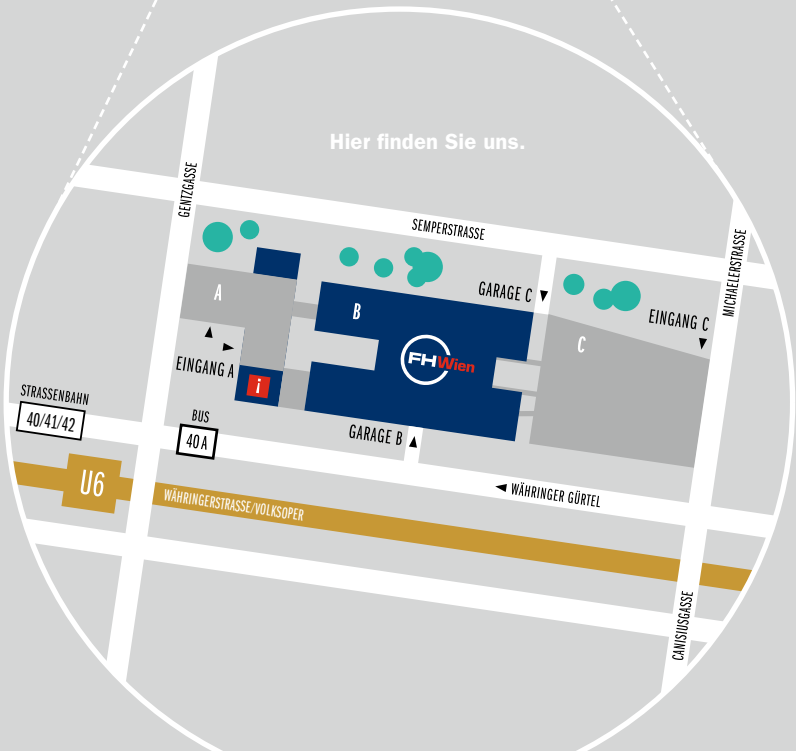 Hier finden Sie uns.
GENTZGASSE
SEMPERSTRASSE
MICHAELERSTRASSE
GARAGE C
A
B
EINGANG C
C
FHWien
EINGANG A
i
STRASSENBAHN
40/41/42
BUS
40 A
GARAGE B
U6
WÄHRINGERSTRASSE/VOLKSOPER
WÄHRINGER GÜRTEL
CANISIUSGASSE